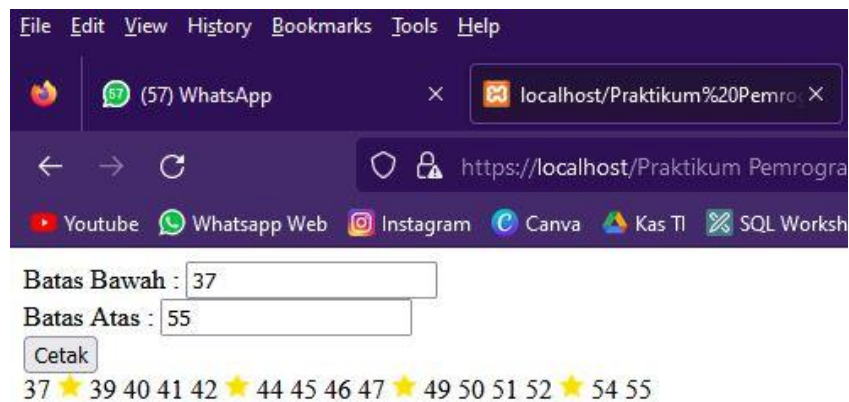 File Edit View History Bookmarks Tools Help
57 (57) WhatsApp × localhost/Praktikum%20Pemro ×
https://localhost/Praktikum Pemrogra
Youtube Whatsapp Web Instagram Canva Kas TI SQL Worksh
Batas Bawah : 37
Batas Atas : 55
Cetak
37 ★ 39 40 41 42 ★ 44 45 46 47 ★ 49 50 51 52 ★ 54 55